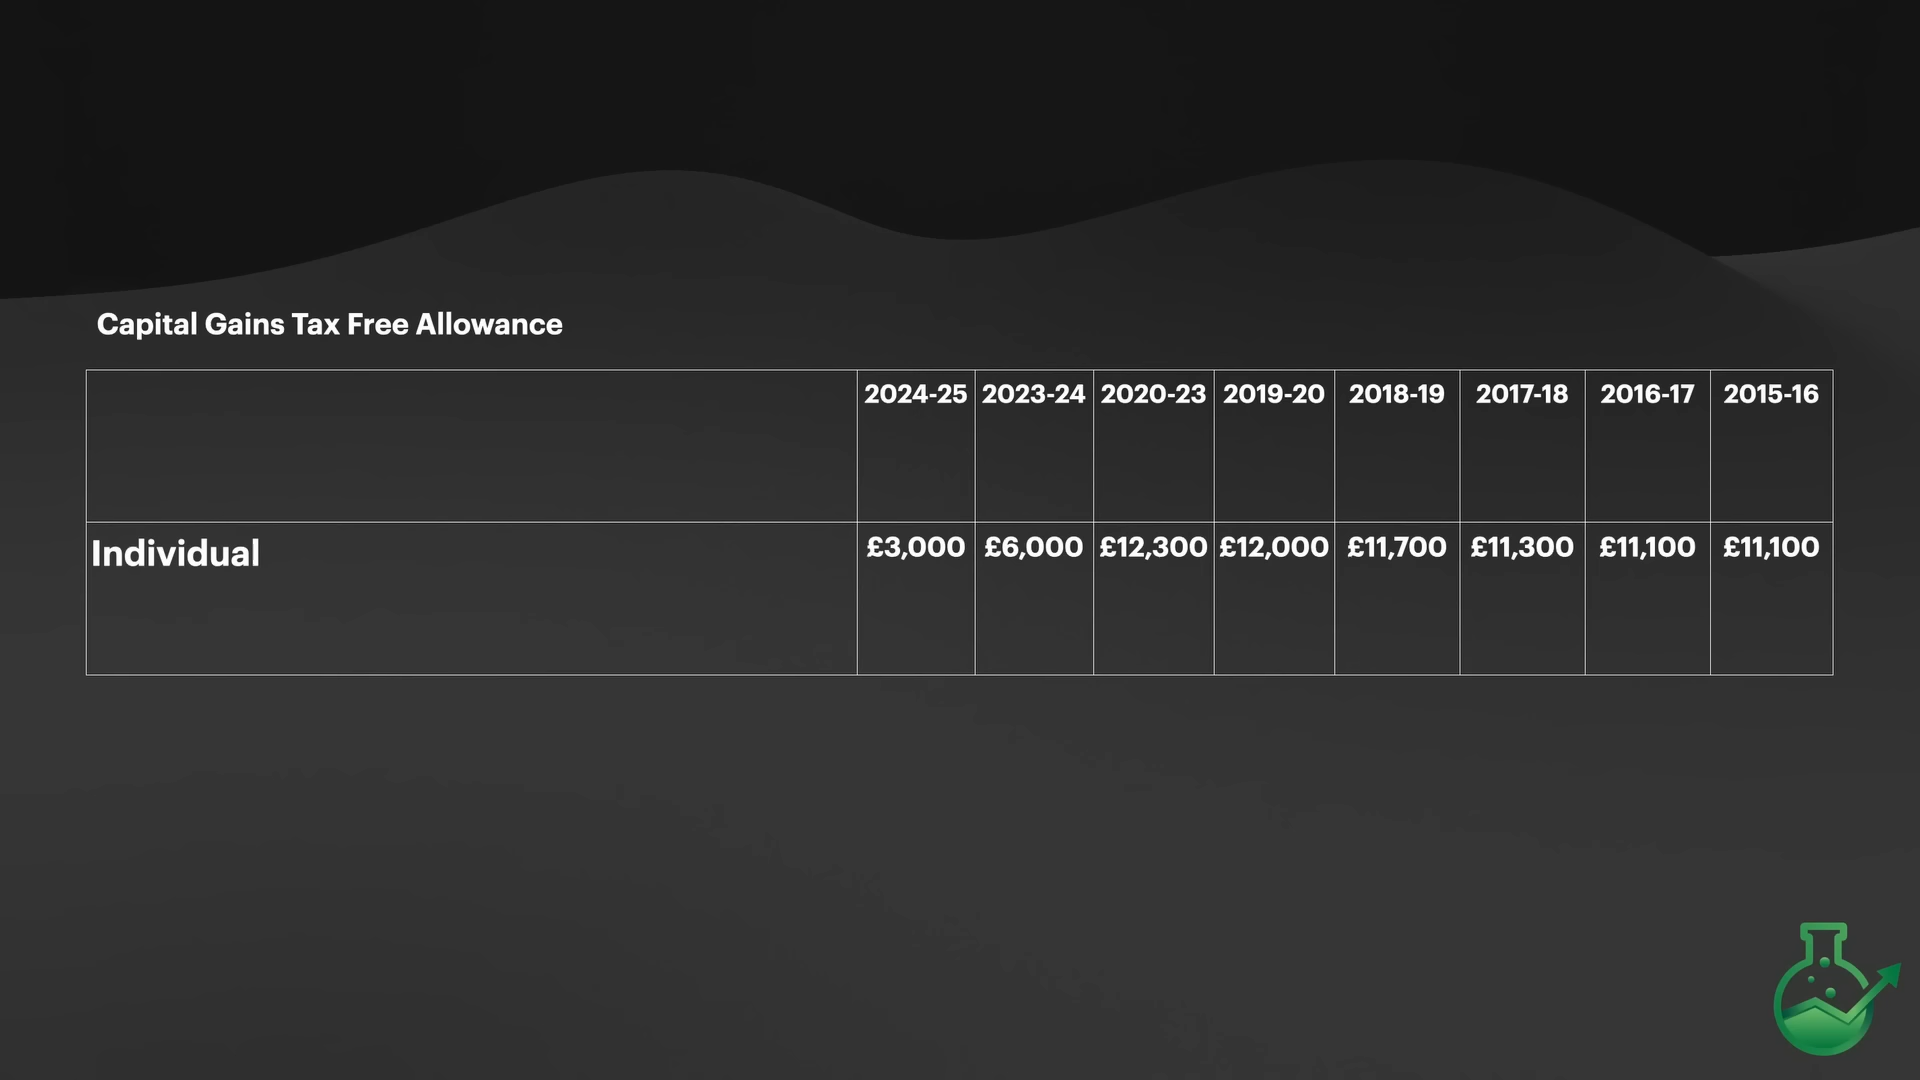 Capital Gains Tax Free Allowance
2024-25 2023-24 2020-23 2019-20 2018-19 2017-18 2016-17 2015-16
Individual £3,000 £6,000 £12,300 £12,000 £11,700 £11,300 £11,100 £11,100